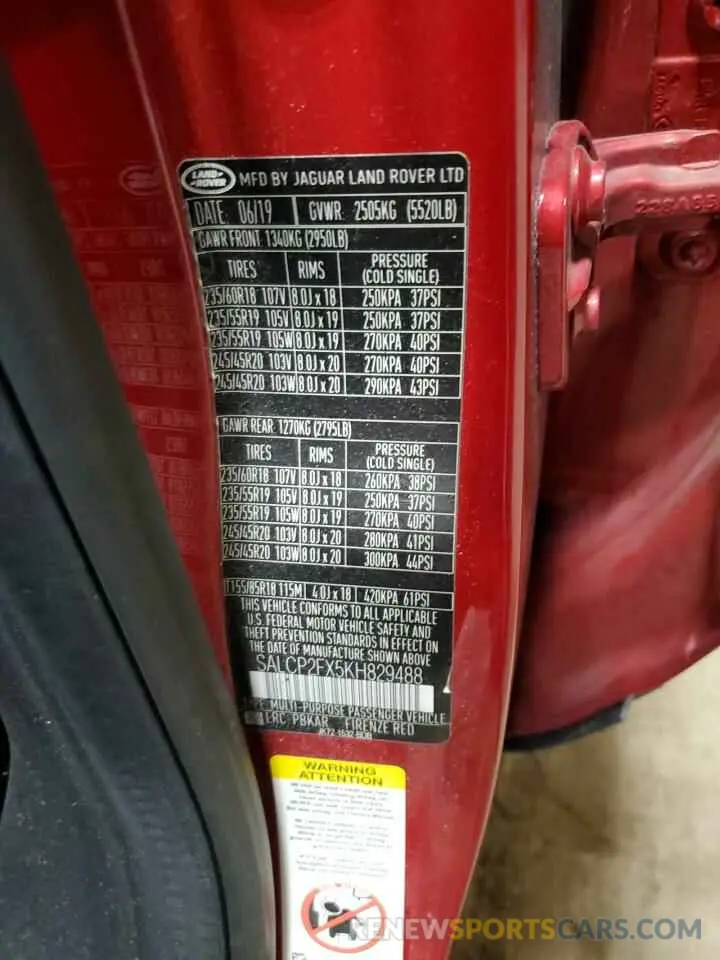 LAND ROVER MFD BY JAGUAR LAND ROVER LTD
DATE: 06/19 GVWR 2505KG (5520LB)
GAWR FRONT 1340KG (2950LB)
TIRES RIMS PRESSURE (COLD SINGLE)
235/60R18 107V 8.0J x 18 250KPA 37PSI
235/55R19 105V 8.0J x 19 250KPA 37PSI
235/55R19 105W 8.0J x 19 270KPA 40PSI
245/45R20 103V 8.0J x 20 270KPA 40PSI
245/45R20 103W 8.0J x 20 290KPA 43PSI
GAWR REAR 1270KG (2795LB)
TIRES RIMS PRESSURE (COLD SINGLE)
235/60R18 107V 8.0J x 18 260KPA 38PSI
235/55R19 105V 8.0J x 19 250KPA 37PSI
235/55R19 105W 8.0J x 19 270KPA 40PSI
245/45R20 103V 8.0J x 20 280KPA 41PSI
245/45R20 103W 8.0J x 20 300KPA 44PSI
T155/85R18 115M 4.0J x 18 420KPA 61PSI
THIS VEHICLE CONFORMS TO ALL APPLICABLE
U.S. FEDERAL MOTOR VEHICLE SAFETY AND
THEFT PREVENTION STANDARDS IN EFFECT ON
THE DATE OF MANUFACTURE SHOWN ABOVE
SALCP2FX5KH829488
TYPE: MULTI-PURPOSE PASSENGER VEHICLE
LRC: PBKAR FIRENZE RED
WARNING
ATTENTION
RENEWSPORTSCARS.COM